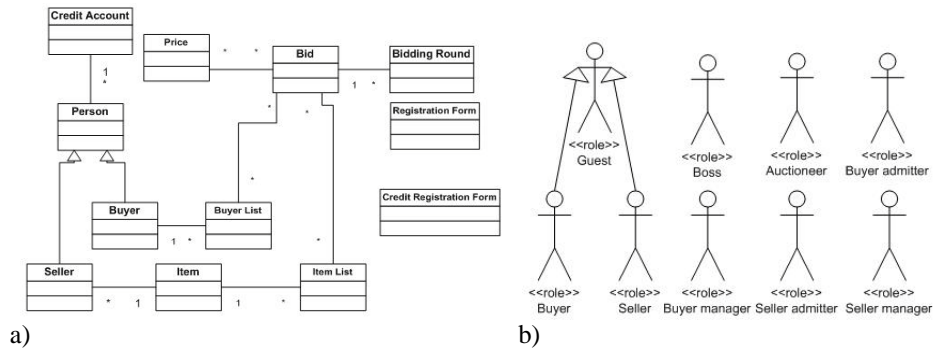 Credit Account
Price
* *
Bid
Bidding Round
1
*
1 *
Person
Registration Form
*
*
*
Credit Registration Form
Buyer
Buyer List
1 *
*
Seller
Item
Item List
* 1
1 *
a)
<<role>>
Guest
<<role>>
Boss
<<role>>
Auctioneer
<<role>>
Buyer admitter
<<role>>
Buyer
<<role>>
Seller
<<role>>
Buyer manager
<<role>>
Seller admitter
<<role>>
Seller manager
b)